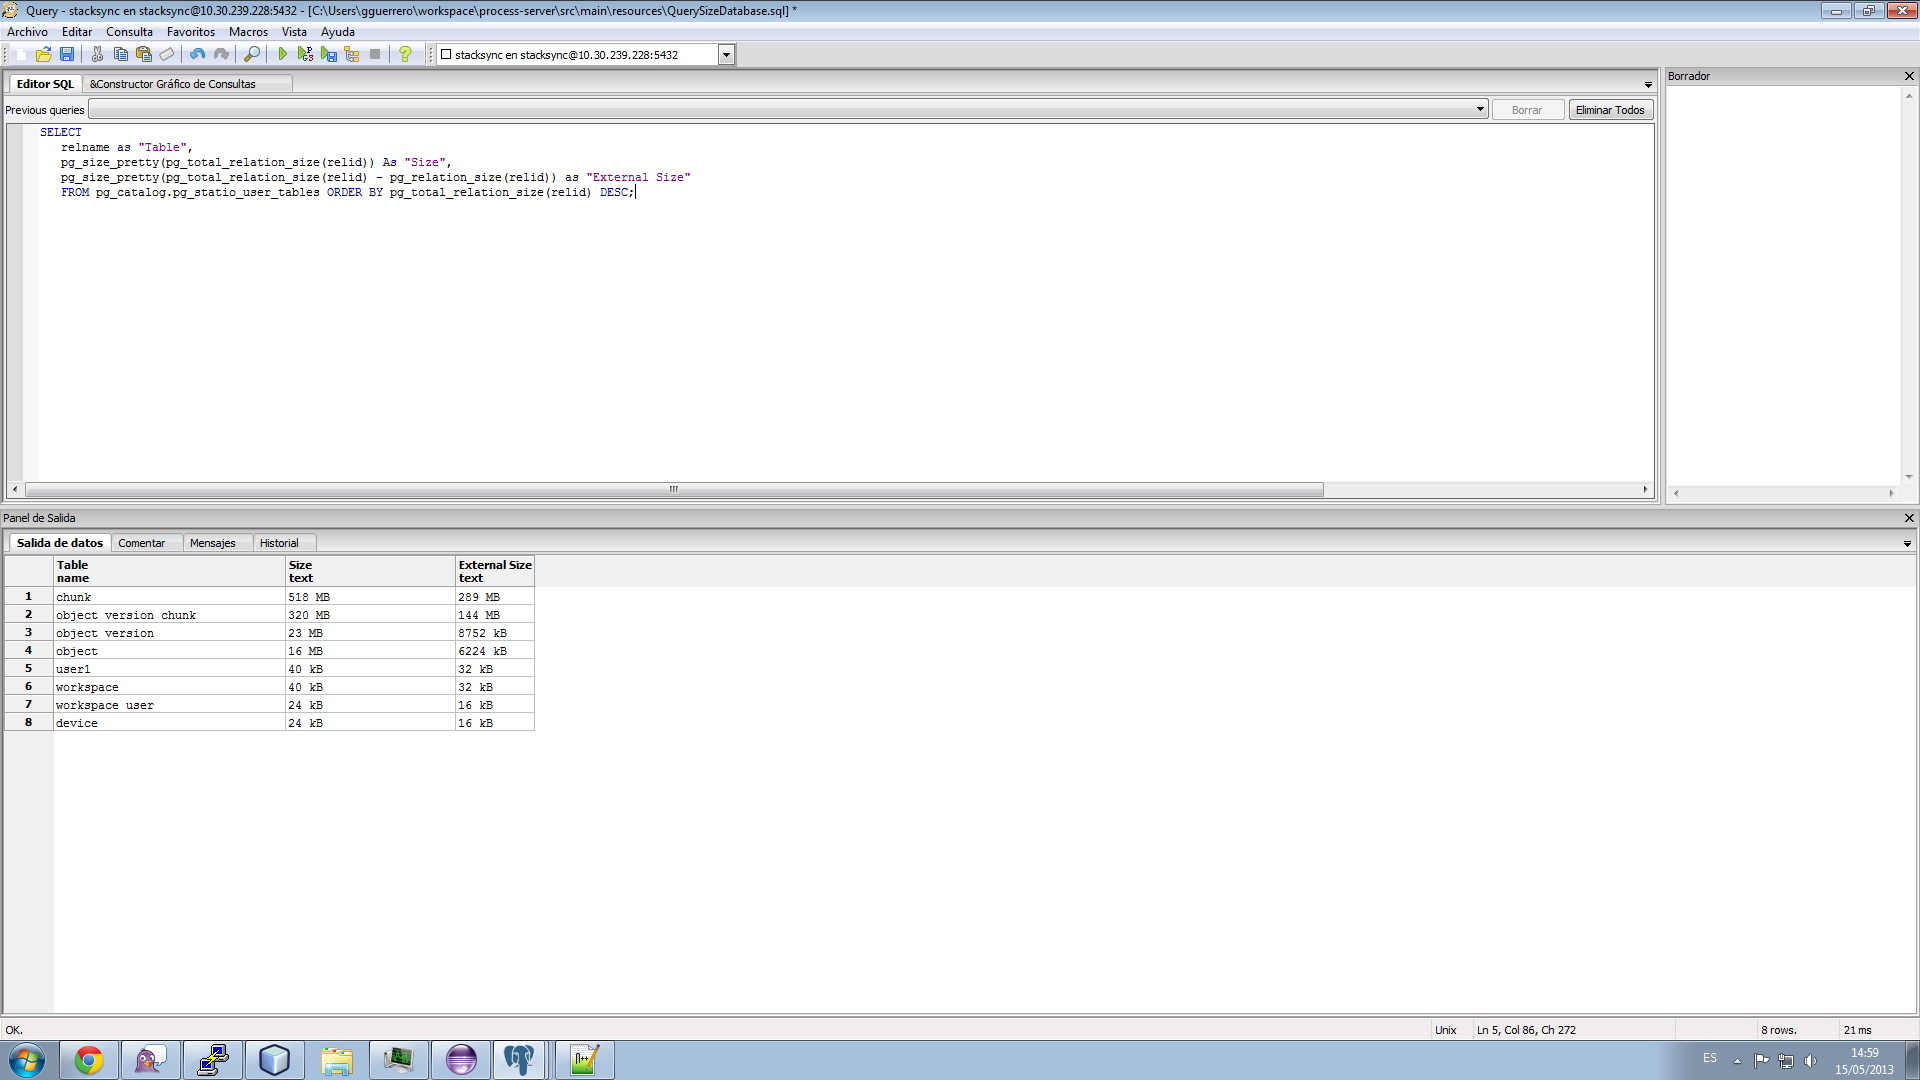 Query - stacksync en stacksync@10.30.239.228:5432 - [C:\Users\gguerrero\workspace\process-server\src\main\resources\QuerySizeDatabase.sql] *
Archivo Editar Consulta Favoritos Macros Vista Ayuda
stacksync en stacksync@10.30.239.228:5432
Editor SQL &Constructor Gráfico de Consultas
Borrador
Previous queries Borrar Eliminar Todos
SELECT
relname as "Table",
pg_size_pretty(pg_total_relation_size(relid)) As "Size",
pg_size_pretty(pg_total_relation_size(relid) - pg_relation_size(relid)) as "External Size"
FROM pg_catalog.pg_statio_user_tables ORDER BY pg_total_relation_size(relid) DESC;
Panel de Salida
Salida de datos Comentar Mensajes Historial
Table Size External Size
name text text
1 chunk 518 MB 289 MB
2 object version chunk 320 MB 144 MB
3 object version 23 MB 8752 kB
4 object 16 MB 6224 kB
5 user1 40 kB 32 kB
6 workspace 40 kB 32 kB
7 workspace user 24 kB 16 kB
8 device 24 kB 16 kB
OK. Unix Ln 5, Col 86, Ch 272 8 rows. 21 ms
ES 14:59
15/05/2013